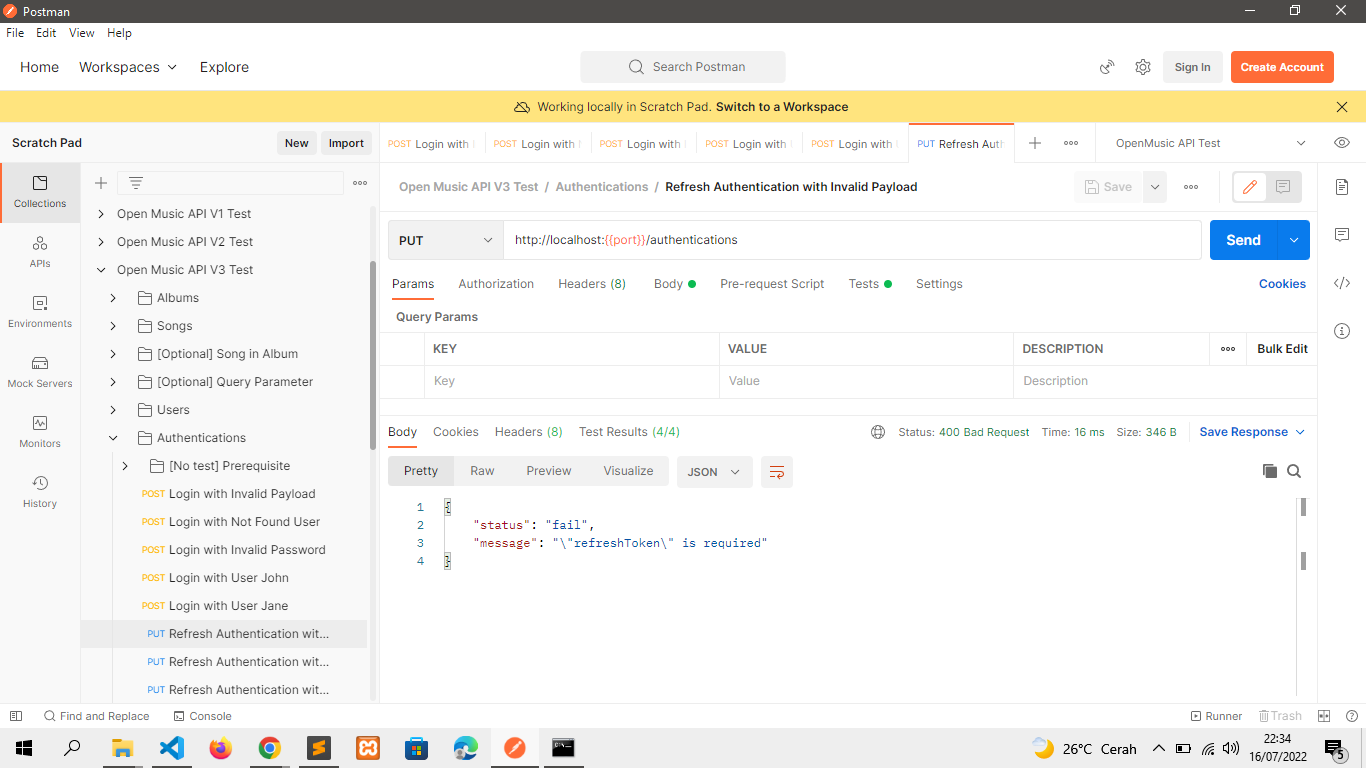 Postman
File Edit View Help
Home Workspaces Explore
Search Postman
Sign In
Create Account
Working locally in Scratch Pad. Switch to a Workspace
Scratch Pad
New
Import
POST Login with
POST Login with
POST Login with
POST Login with
POST Login with
PUT Refresh Auth
OpenMusic API Test
Collections
APIs
Environments
Mock Servers
Monitors
History
Open Music API V1 Test
Open Music API V2 Test
Open Music API V3 Test
Albums
Songs
[Optional] Song in Album
[Optional] Query Parameter
Users
Authentications
[No test] Prerequisite
POST Login with Invalid Payload
POST Login with Not Found User
POST Login with Invalid Password
POST Login with User John
POST Login with User Jane
PUT Refresh Authentication wit...
PUT Refresh Authentication wit...
PUT Refresh Authentication wit...
Open Music API V3 Test / Authentications / Refresh Authentication with Invalid Payload
Save
PUT
http://localhost:{{port}}/authentications
Send
Params Authorization Headers (8) Body Pre-request Script Tests Settings
Cookies
Query Params
KEY VALUE DESCRIPTION
Bulk Edit
Key Value Description
Body Cookies Headers (8) Test Results (4/4)
Status: 400 Bad Request Time: 16 ms Size: 346 B
Save Response
Pretty Raw Preview Visualize
JSON
1 {
2 "status": "fail",
3 "message": "\"refreshToken\" is required"
4 }
Find and Replace
Console
Runner
Trash
26°C Cerah
22:34
16/07/2022
5